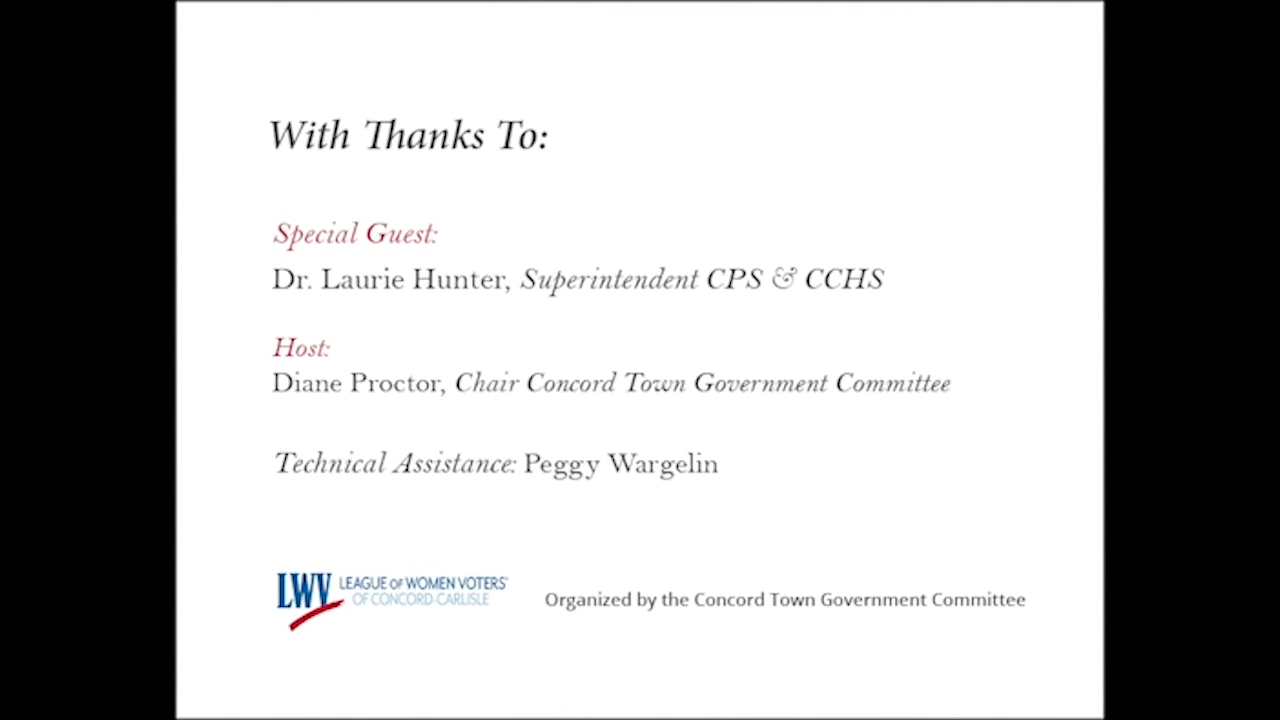 With Thanks To:
Special Guest:
Dr. Laurie Hunter, Superintendent CPS & CCHS
Host:
Diane Proctor, Chair Concord Town Government Committee
Technical Assistance: Peggy Wargelin
LWV LEAGUE OF WOMEN VOTERS®
OF CONCORD-CARLISLE
Organized by the Concord Town Government Committee